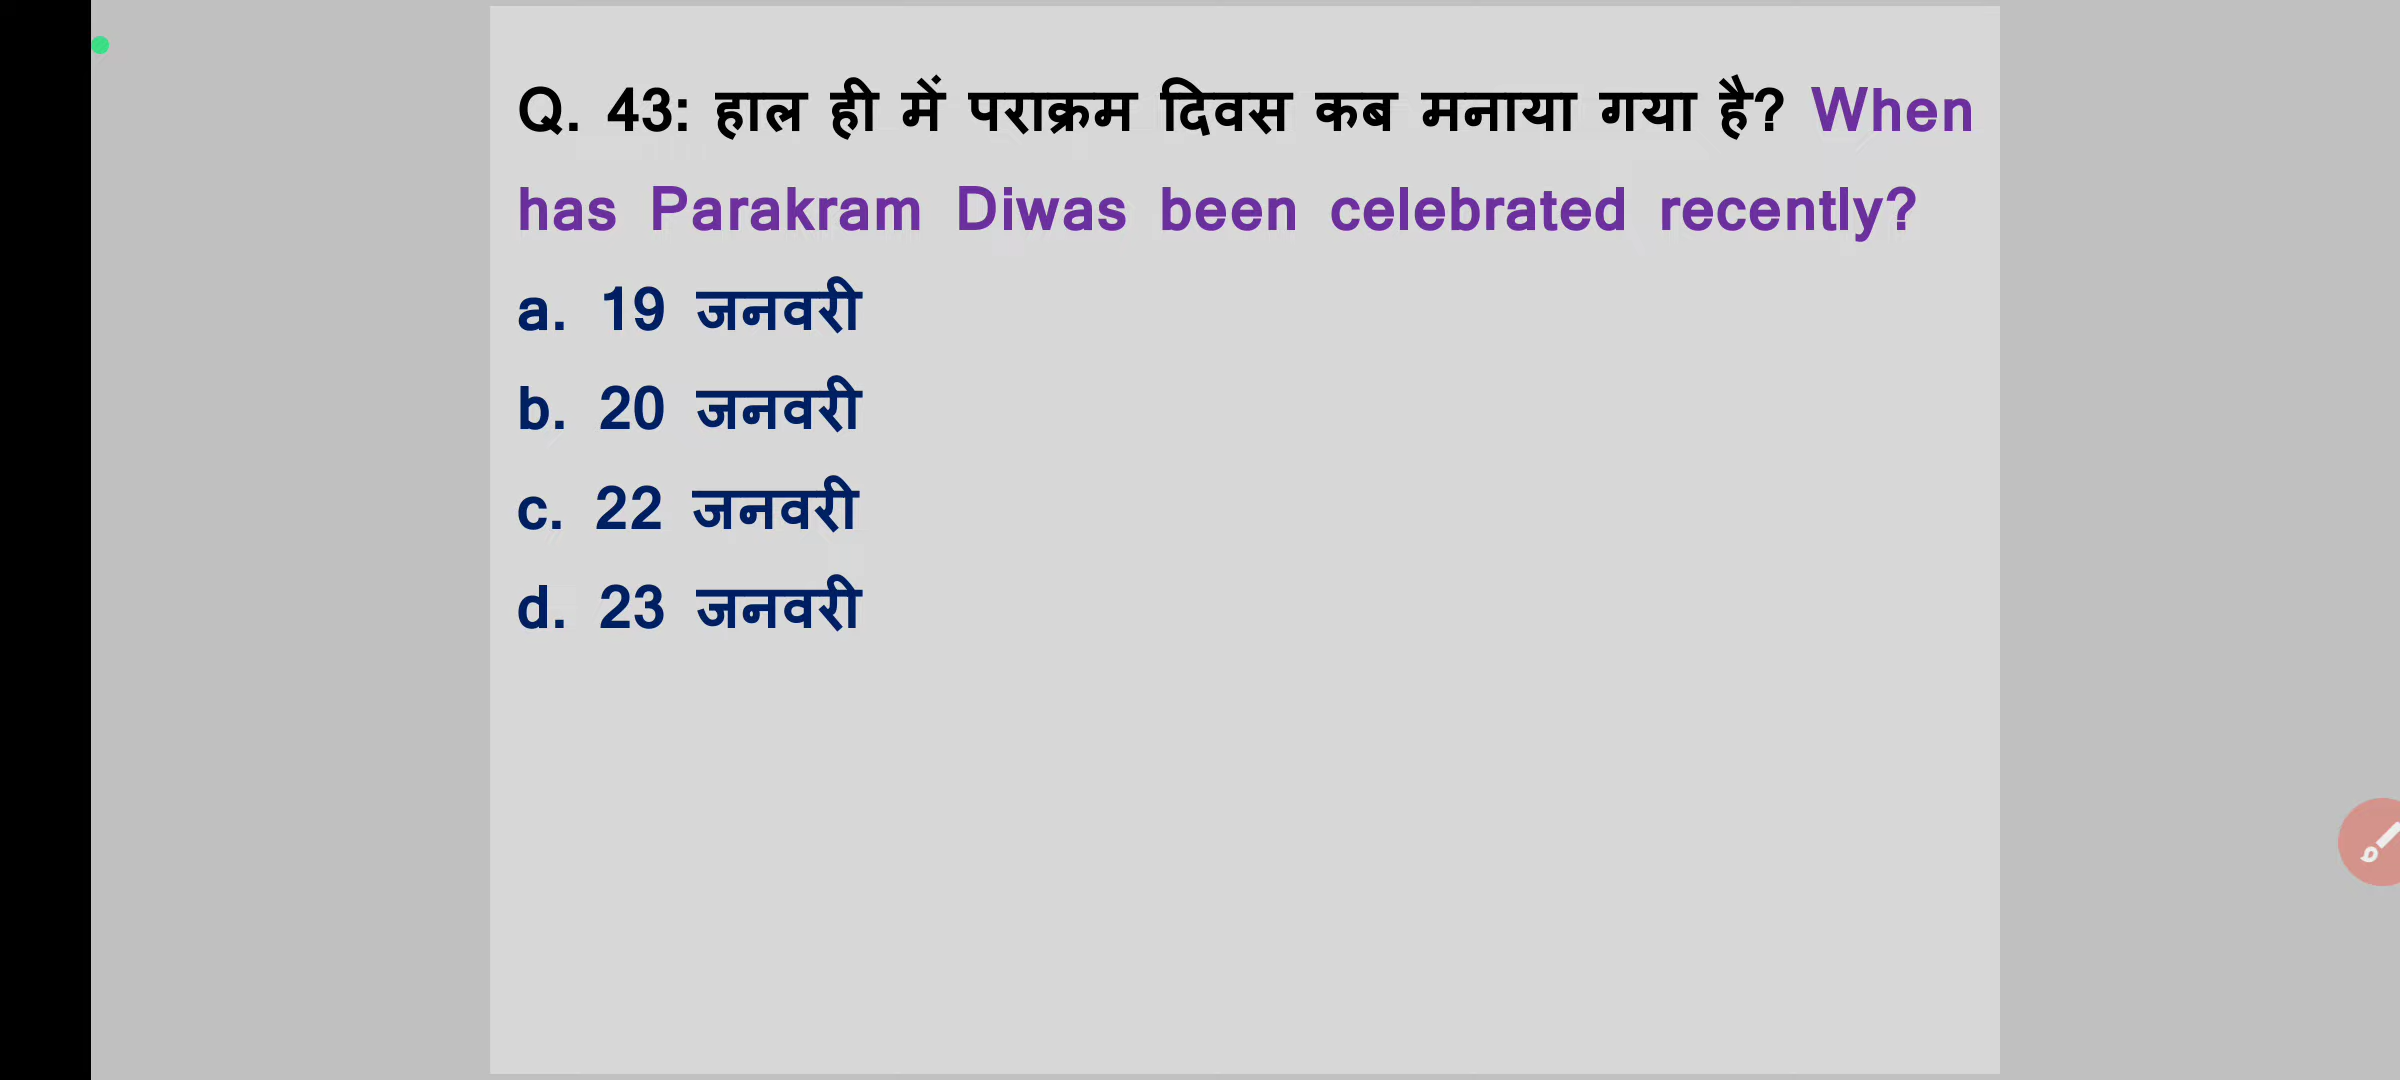 Q. 43: हाल ही में पराक्रम दिवस कब मनाया गया है? When
has Parakram Diwas been celebrated recently?
a. 19 जनवरी
b. 20 जनवरी
c. 22 जनवरी
d. 23 जनवरी